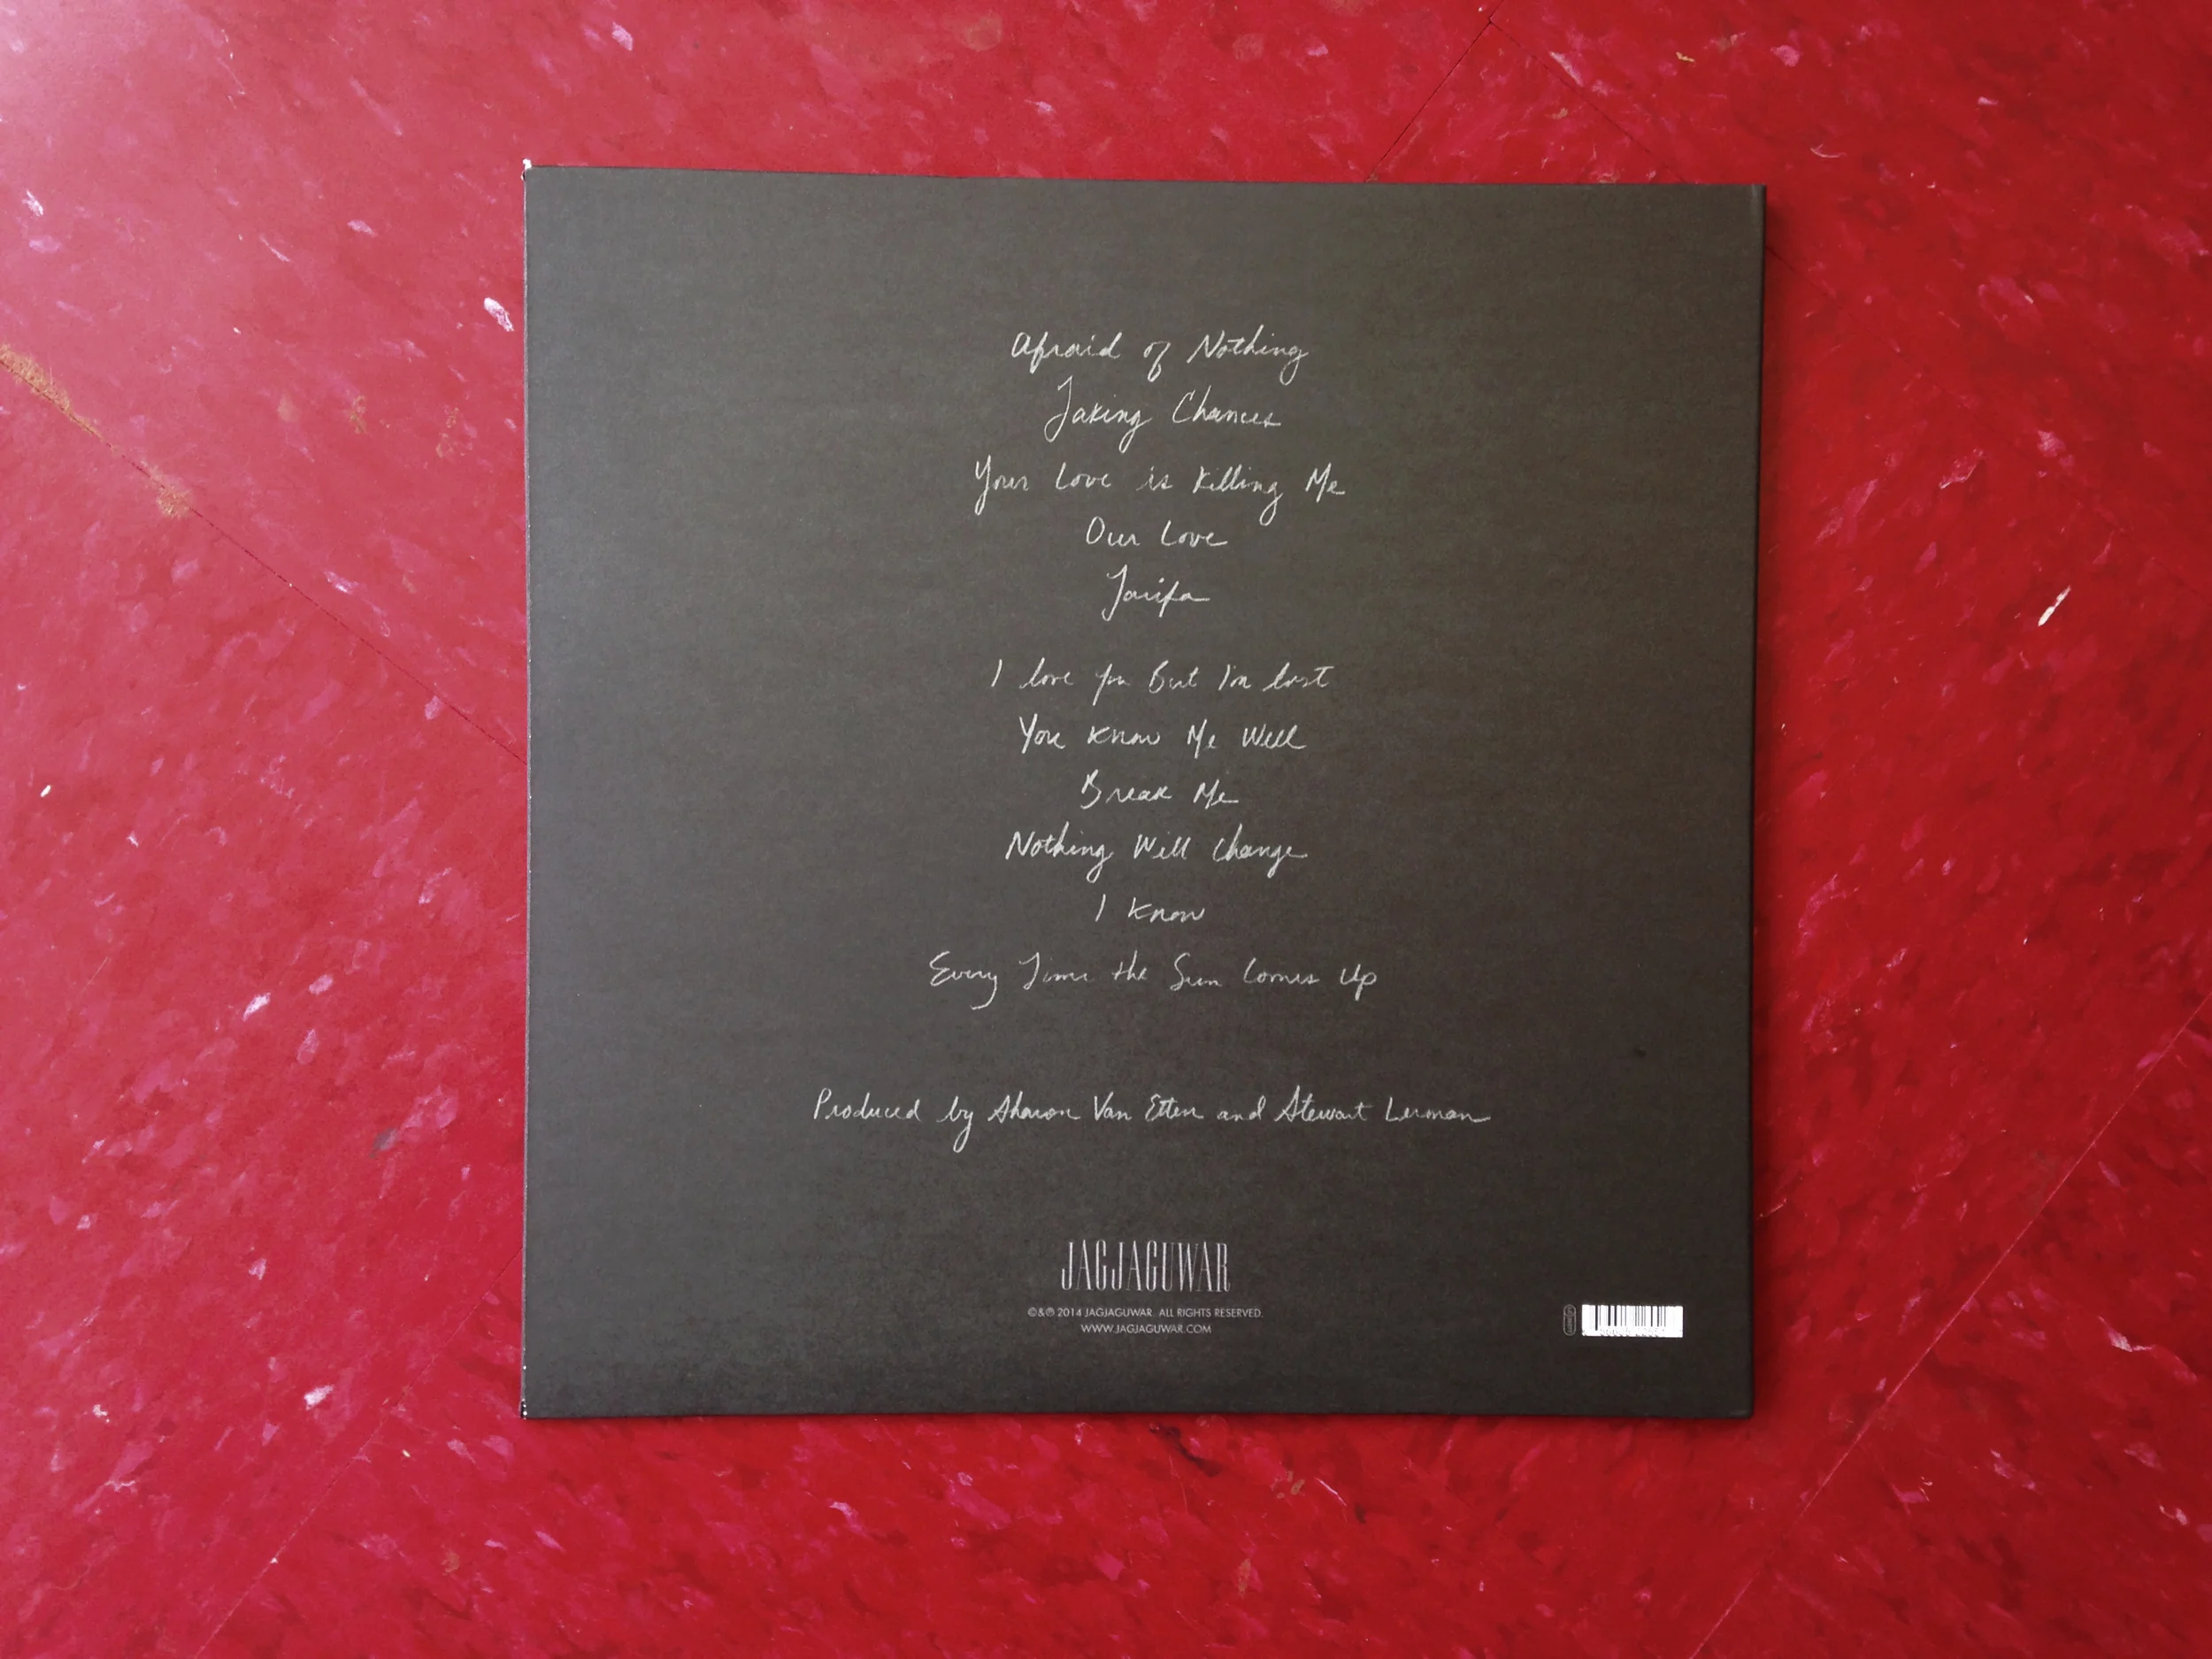 Afraid of Nothing
Taking Chances
Your Love is Killing Me
Our Love
Tarifa
I love you But I'm lost
You Know Me Well
Break Me
Nothing Will Change
I Know
Every Time the Sun Comes Up
Produced by Sharon Van Etten and Stewart Lerman
JAGJAGUWAR
©&℗ 2014 JAGJAGUWAR. ALL RIGHTS RESERVED.
WWW.JAGJAGUWAR.COM